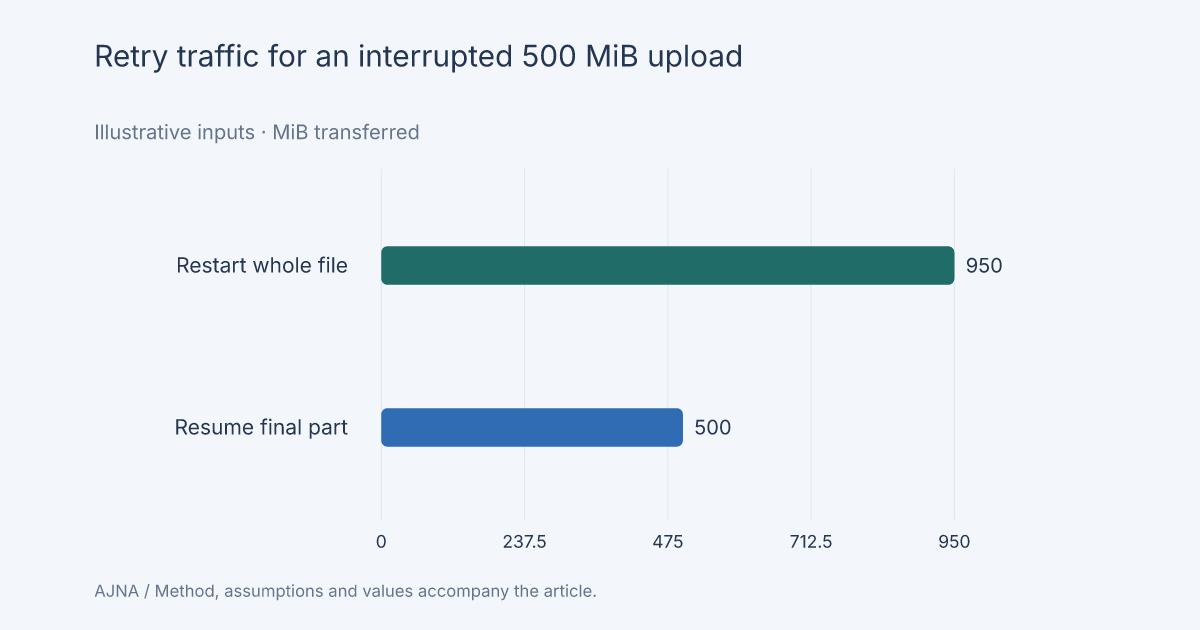 Retry traffic for an interrupted 500 MiB upload
Illustrative inputs · MiB transferred
Restart whole file
950
Resume final part
500
0
237.5
475
712.5
950
AJNA / Method, assumptions and values accompany the article.